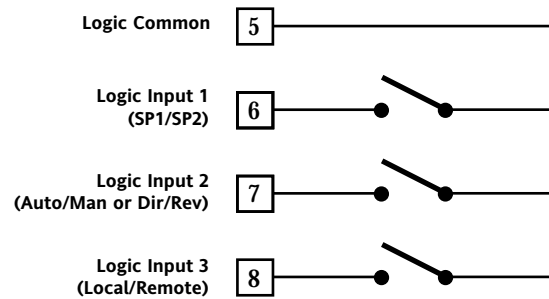 Logic Common 5
Logic Input 1
(SP1/SP2)
6
Logic Input 2
(Auto/Man or Dir/Rev)
7
Logic Input 3
(Local/Remote)
8